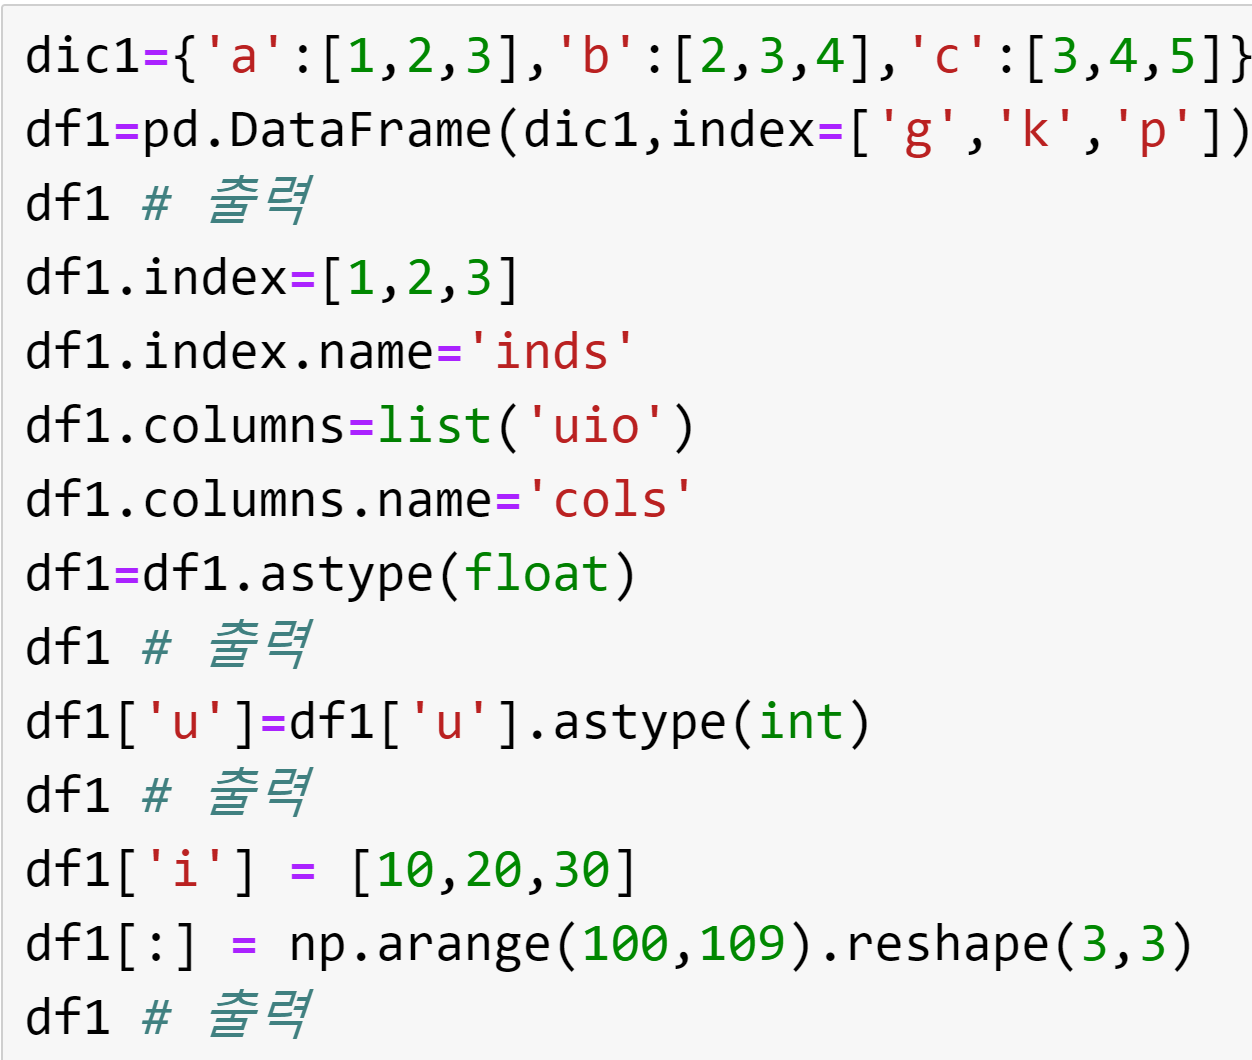 dic1={'a':[1,2,3],'b':[2,3,4],'c':[3,4,5]}
df1=pd.DataFrame(dic1,index=['g','k','p'])
df1 # 출력
df1.index=[1,2,3]
df1.index.name='inds'
df1.columns=list('uio')
df1.columns.name='cols'
df1=df1.astype(float)
df1 # 출력
df1['u']=df1['u'].astype(int)
df1 # 출력
df1['i'] = [10,20,30]
df1[:] = np.arange(100,109).reshape(3,3)
df1 # 출력